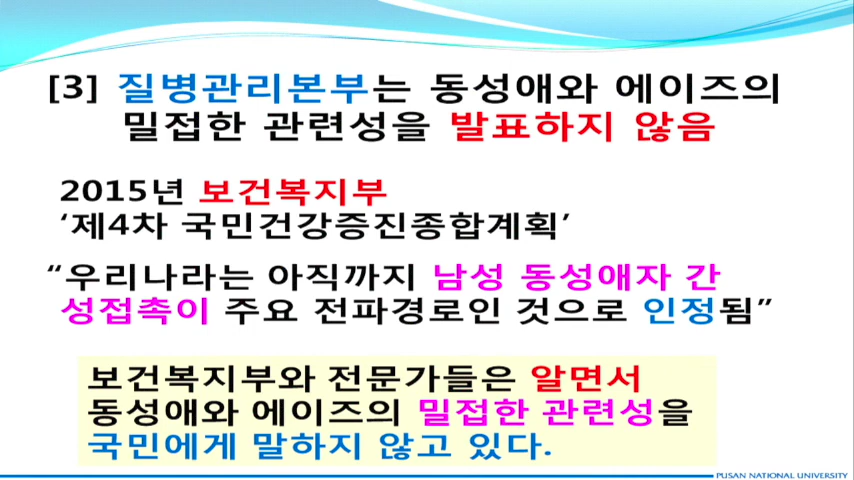 [3] 질병관리본부는 동성애와 에이즈의
밀접한 관련성을 발표하지 않음
2015년 보건복지부
‘제4차 국민건강증진종합계획’
“우리나라는 아직까지 남성 동성애자 간
성접촉이 주요 전파경로인 것으로 인정됨”
보건복지부와 전문가들은 알면서
동성애와 에이즈의 밀접한 관련성을
국민에게 말하지 않고 있다.
PUSAN NATIONAL UNIVERSITY